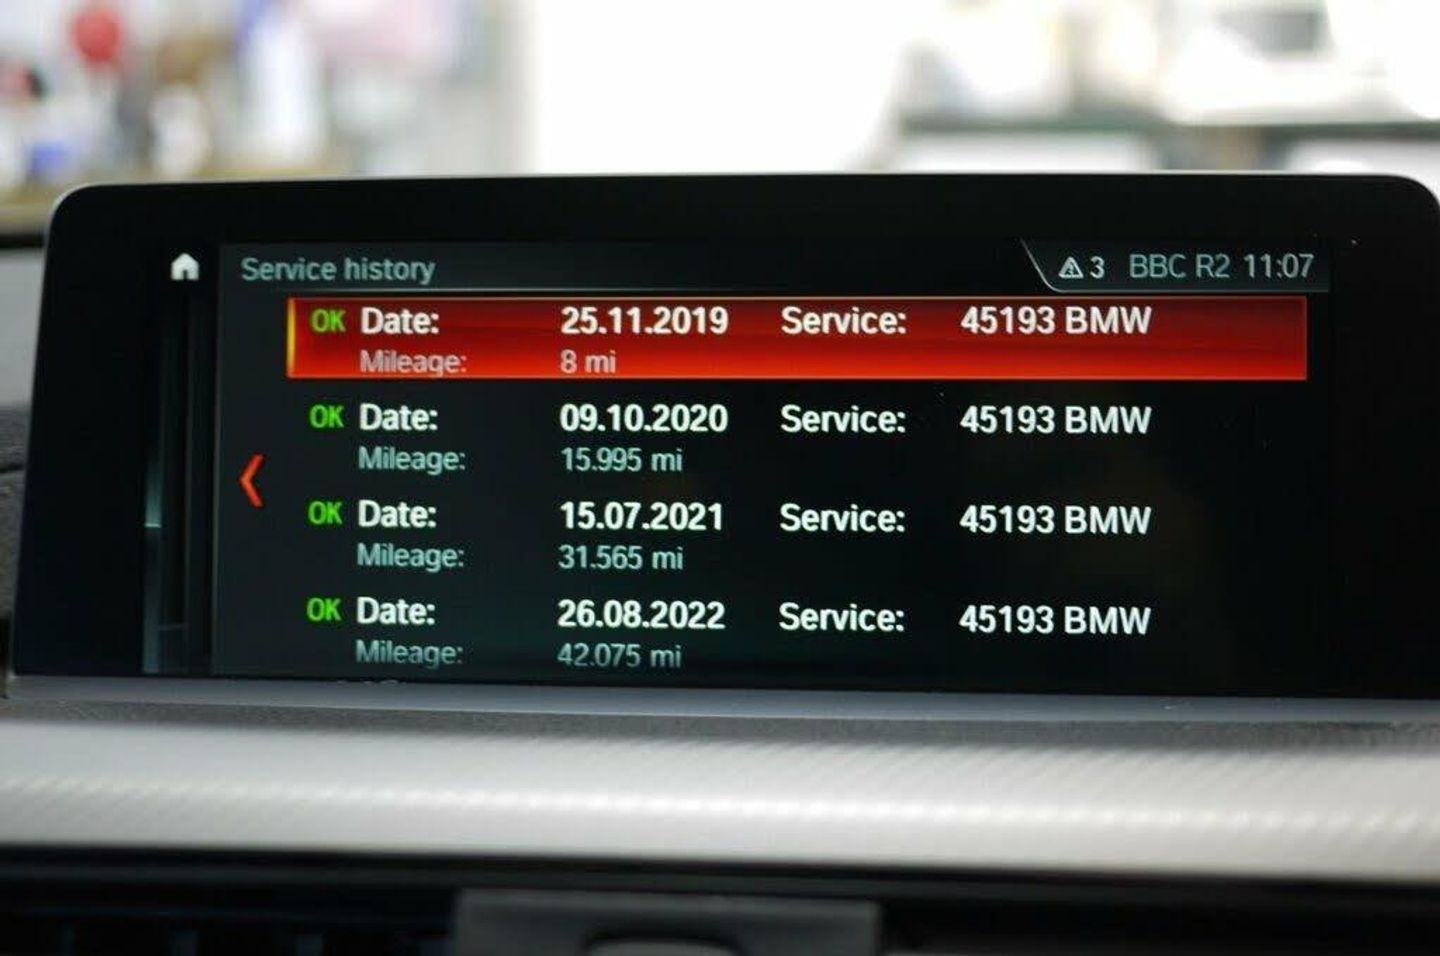 Service history 3 BBC R2 11:07
OK Date: 25.11.2019 Service: 45193 BMW
Mileage: 8 mi
OK Date: 09.10.2020 Service: 45193 BMW
Mileage: 15.995 mi
OK Date: 15.07.2021 Service: 45193 BMW
Mileage: 31.565 mi
OK Date: 26.08.2022 Service: 45193 BMW
Mileage: 42.075 mi